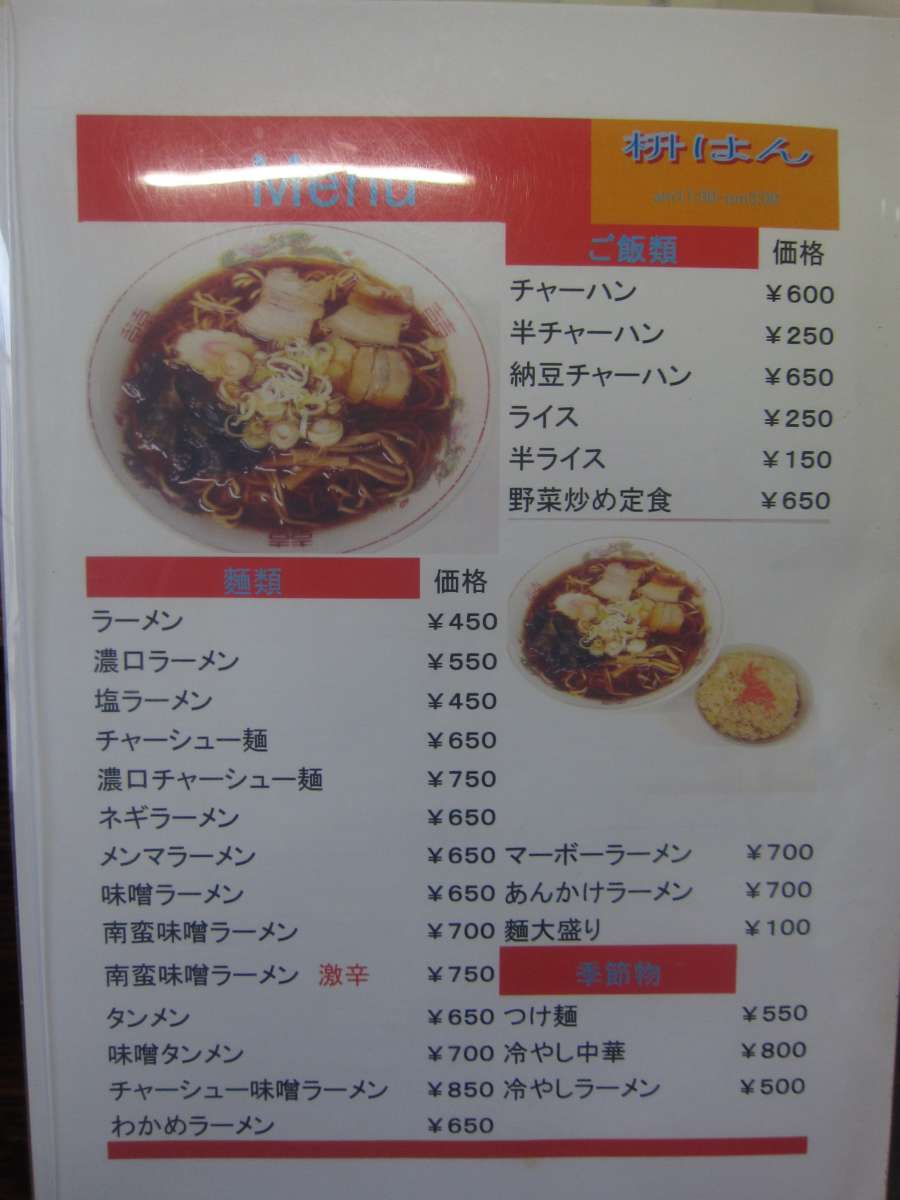 Menu
枡はん
ご飯類 価格
チャーハン ￥600
半チャーハン ￥250
納豆チャーハン ￥650
ライス ￥250
半ライス ￥150
野菜炒め定食 ￥650
麵類 価格
ラーメン ￥450
濃口ラーメン ￥550
塩ラーメン ￥450
チャーシュー麺 ￥650
濃口チャーシュー麺 ￥750
ネギラーメン ￥650
メンマラーメン ￥650
味噌ラーメン ￥650
南蛮味噌ラーメン ￥700
南蛮味噌ラーメン 激辛 ￥750
タンメン ￥650
味噌タンメン ￥700
チャーシュー味噌ラーメン ￥850
わかめラーメン ￥650
マーボーラーメン ￥700
あんかけラーメン ￥700
麵大盛り ￥100
季節物
つけ麺 ￥550
冷やし中華 ￥800
冷やしラーメン ￥500